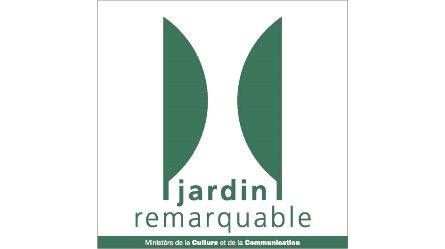 jardin
remarquable
Ministère de la Culture et de la Communication